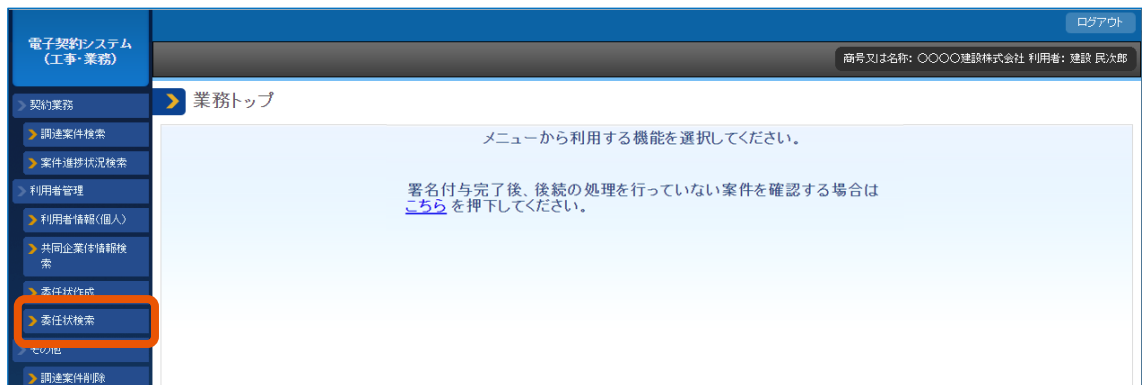 ログアウト
電子契約システム
(工事・業務)
商号又は名称: 〇〇〇〇建設株式会社 利用者: 建設 民次郎
契約業務
調達案件検索
案件進捗状況検索
利用者管理
利用者情報(個人)
共同企業体情報検
索
委任状作成
委任状検索
その他
調達案件削除
業務トップ
メニューから利用する機能を選択してください。
署名付与完了後、後続の処理を行っていない案件を確認する場合は
こちら を押下してください。